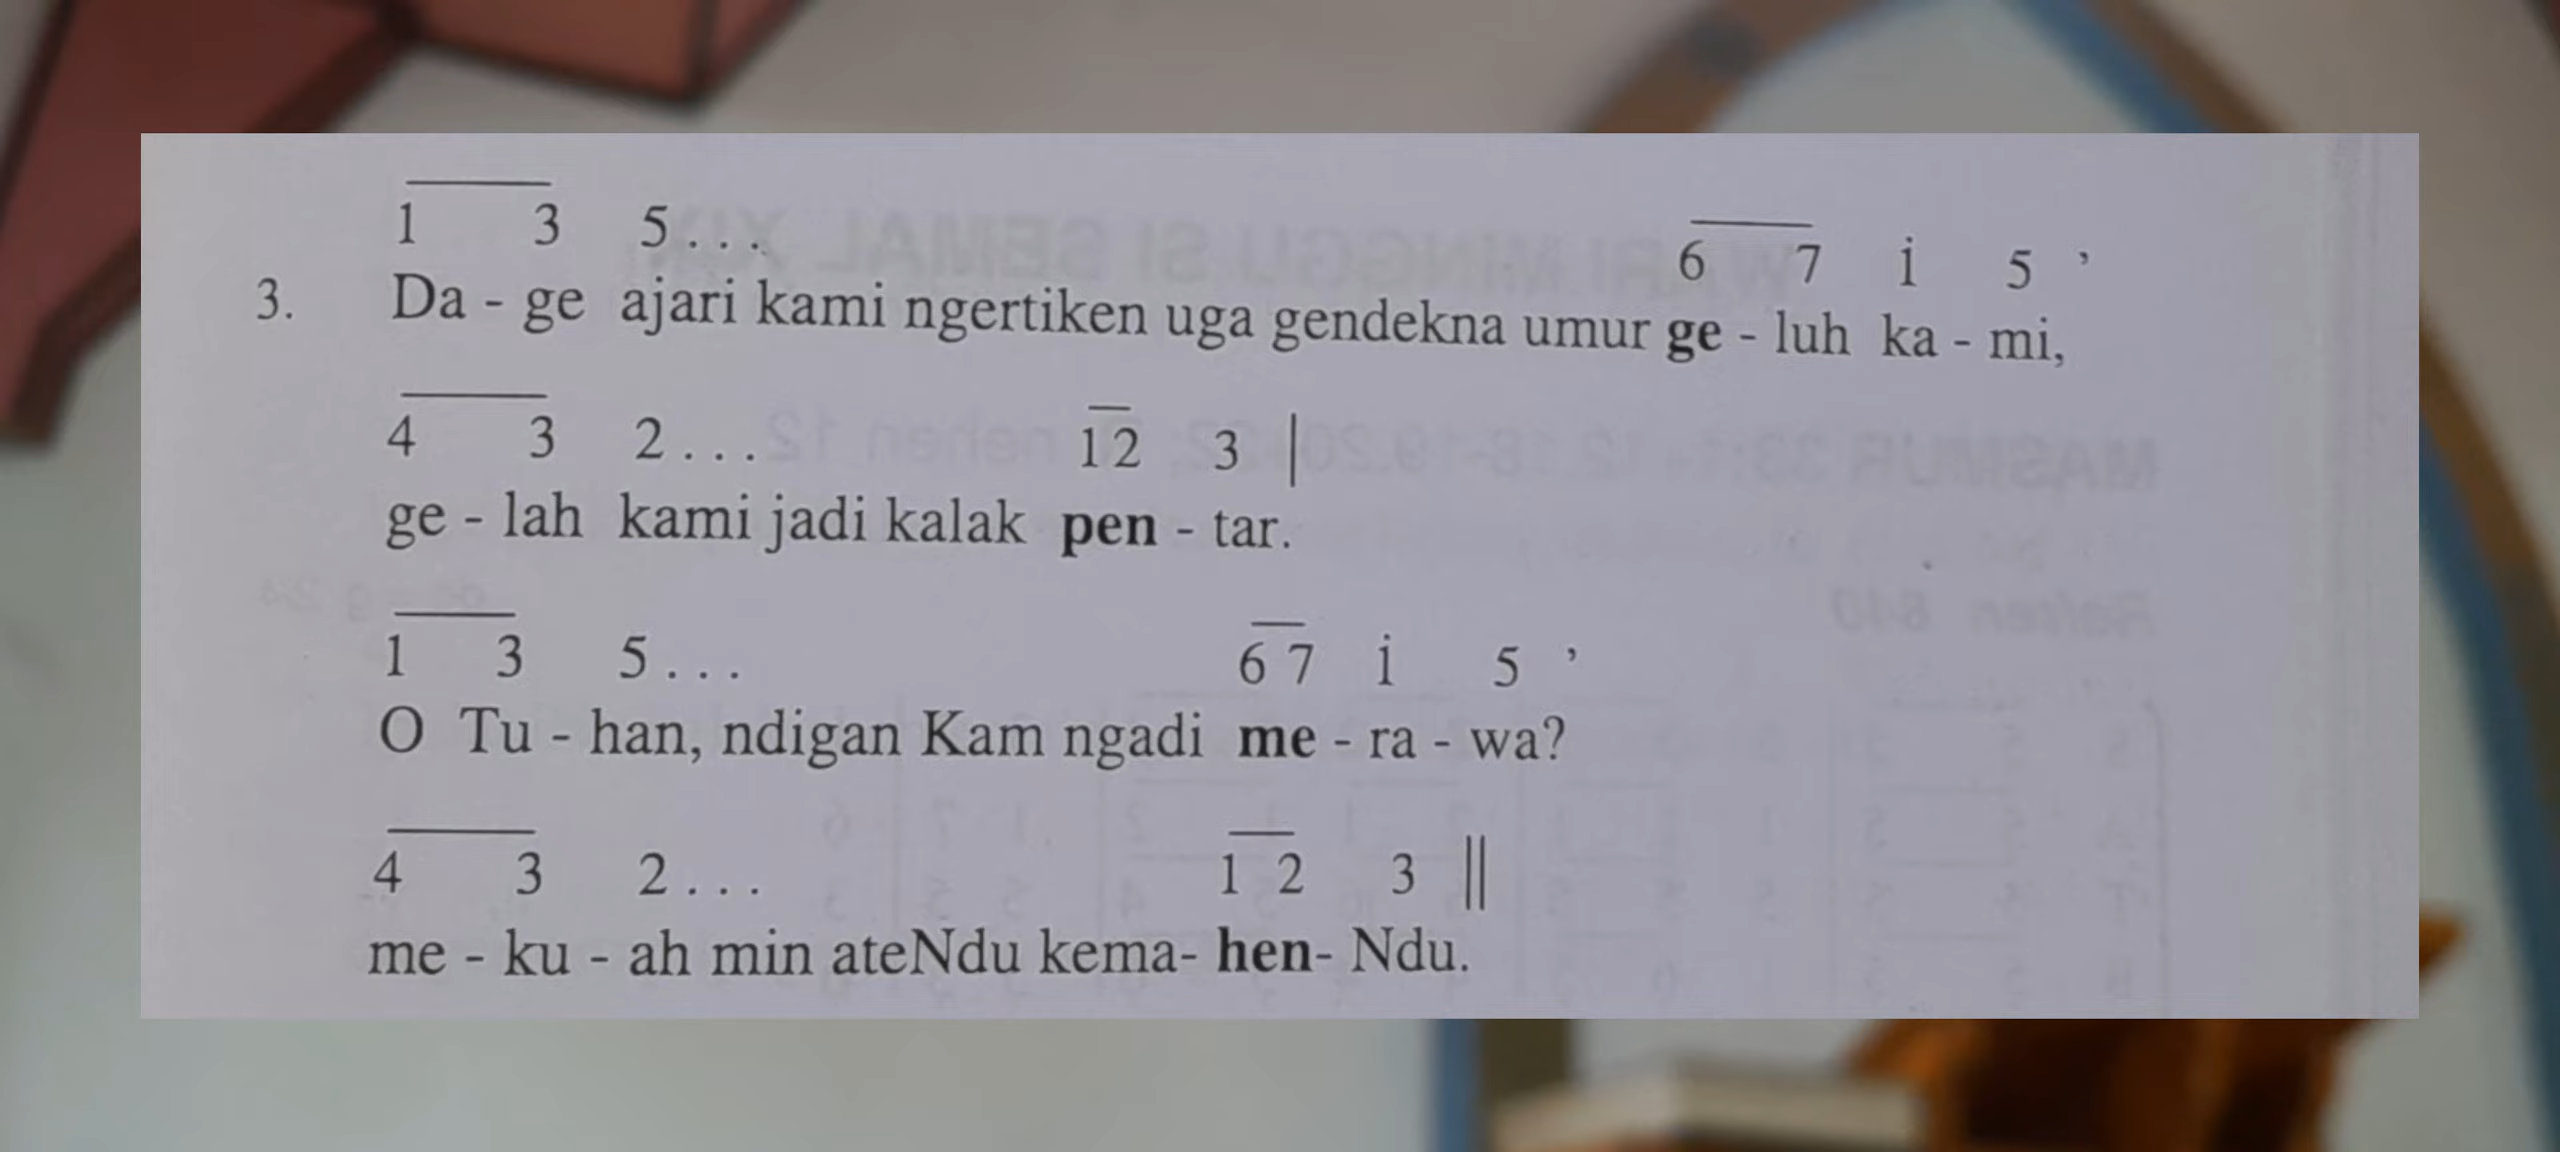 1 3 5... 6 7 i 5 ’
3. Da - ge ajari kami ngertiken uga gendekna umur ge - luh ka - mi,
4 3 2... 12 3 |
ge - lah kami jadi kalak pen - tar.
1 3 5... 6 7 i 5 ’
O Tu - han, ndigan Kam ngadi me - ra - wa?
4 3 2... 1 2 3 ||
me - ku - ah min ateNdu kema- hen- Ndu.